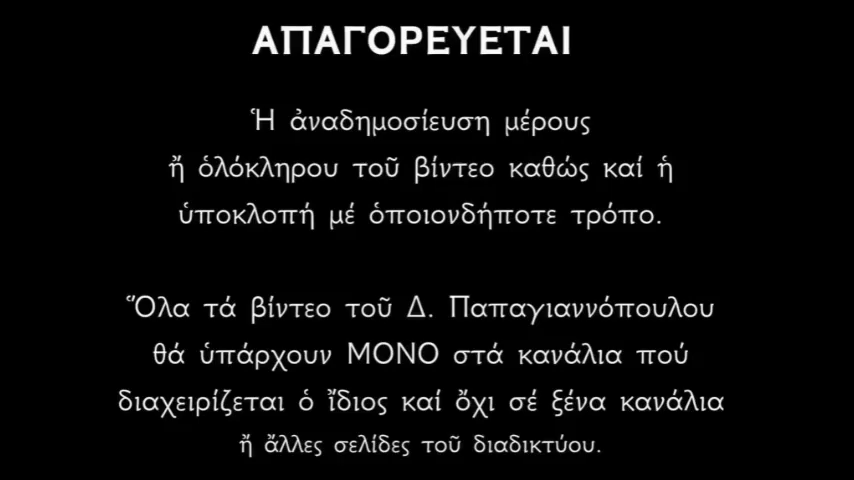 ΑΠΑΓΟΡΕΥΕΤΑΙ
Ἡ ἀναδημοσίευση μέρους
ἤ ὁλόκληρου τοῦ βίντεο καθώς καί ἡ
ὑποκλοπή μέ ὁποιονδήποτε τρόπο.
Ὅλα τά βίντεο τοῦ Δ. Παπαγιαννόπουλου
θά ὑπάρχουν ΜΟΝΟ στά κανάλια πού
διαχειρίζεται ὁ ἴδιος καί ὄχι σέ ξένα κανάλια
ἤ ἄλλες σελίδες τοῦ διαδικτύου.